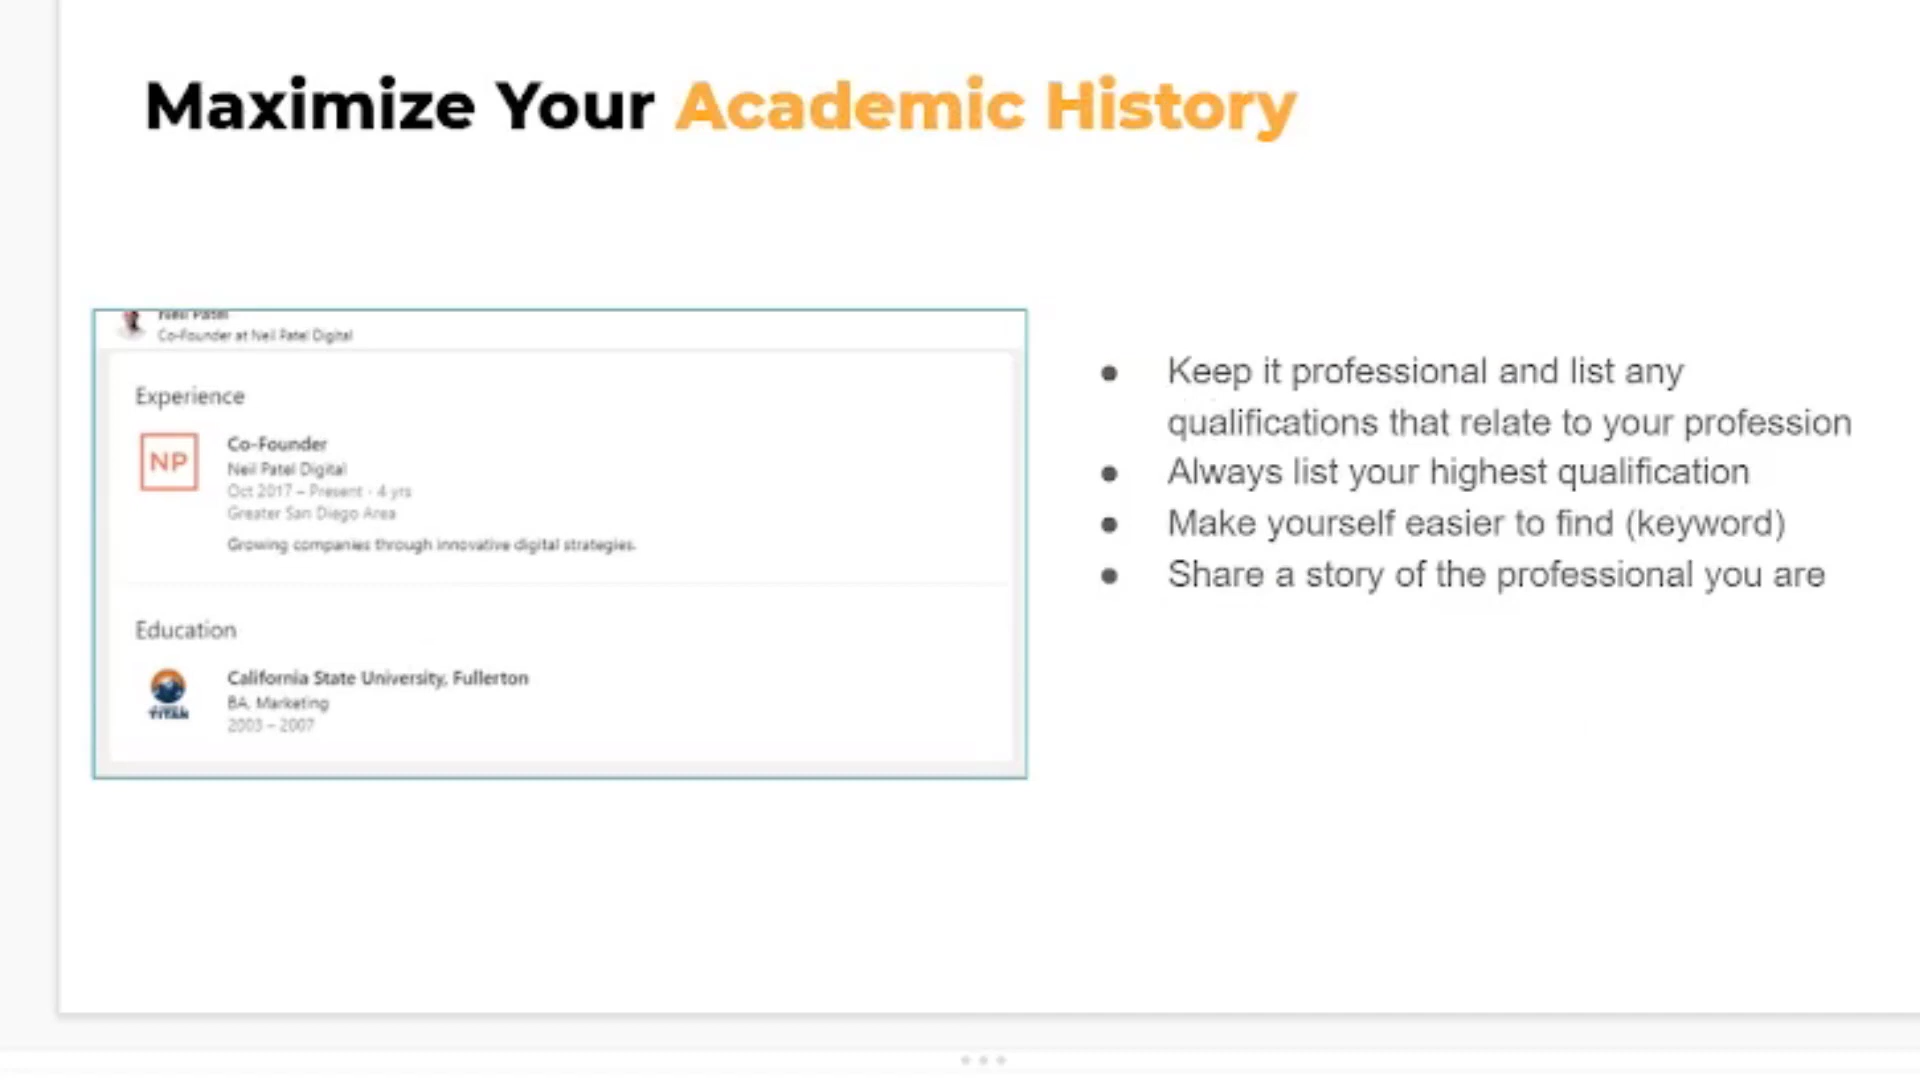 Maximize Your Academic History
Neil Patel
Co-Founder at Neil Patel Digital
Experience
NP
Co-Founder
Neil Patel Digital
Oct 2017 – Present · 4 yrs
Greater San Diego Area
Growing companies through innovative digital strategies.
Education
TITAN
California State University, Fullerton
BA, Marketing
2003 – 2007
● Keep it professional and list any
qualifications that relate to your profession
● Always list your highest qualification
● Make yourself easier to find (keyword)
● Share a story of the professional you are